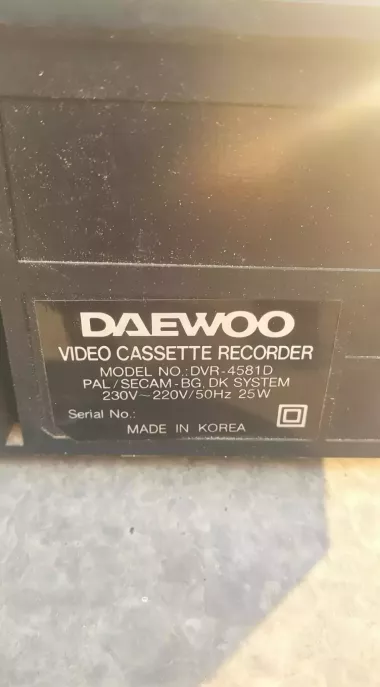 DAEWOO
VIDEO CASSETTE RECORDER
MODEL NO.:DVR-4581D
PAL/SECAM-BG, DK SYSTEM
230V~220V/50Hz 25W
Serial No.:
MADE IN KOREA